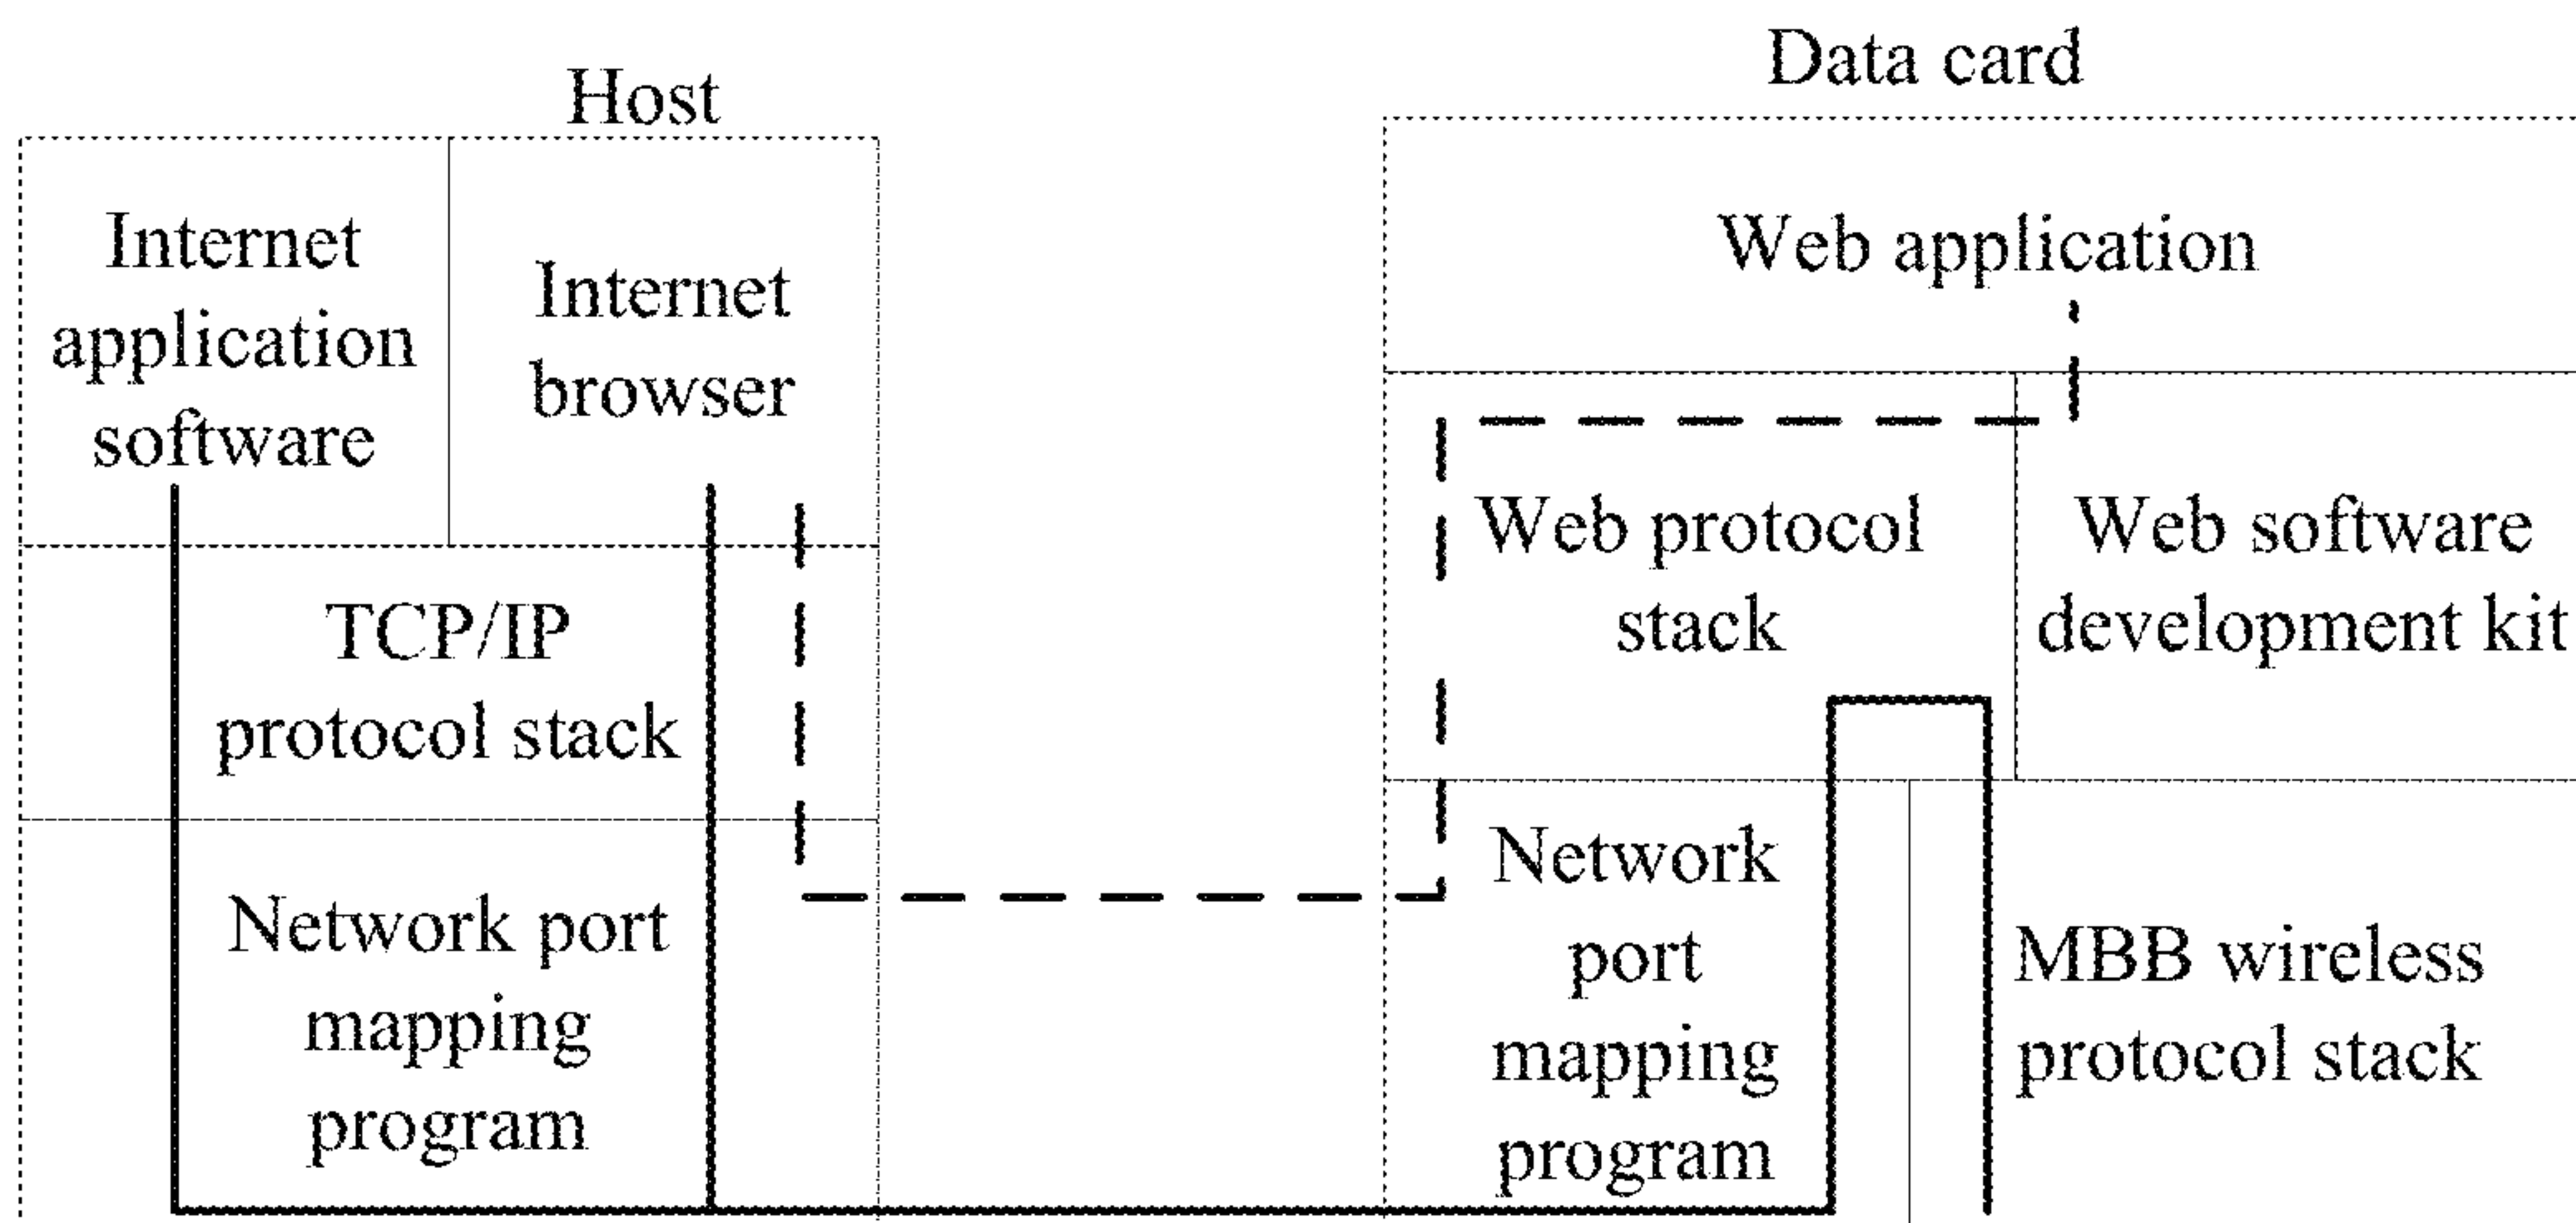 Host
Internet
application
software
Internet
browser
TCP/IP
protocol stack
Network port
mapping
program
Data card
Web application
Web protocol
stack
Web software
development kit
Network
port
mapping
program
MBB wireless
protocol stack